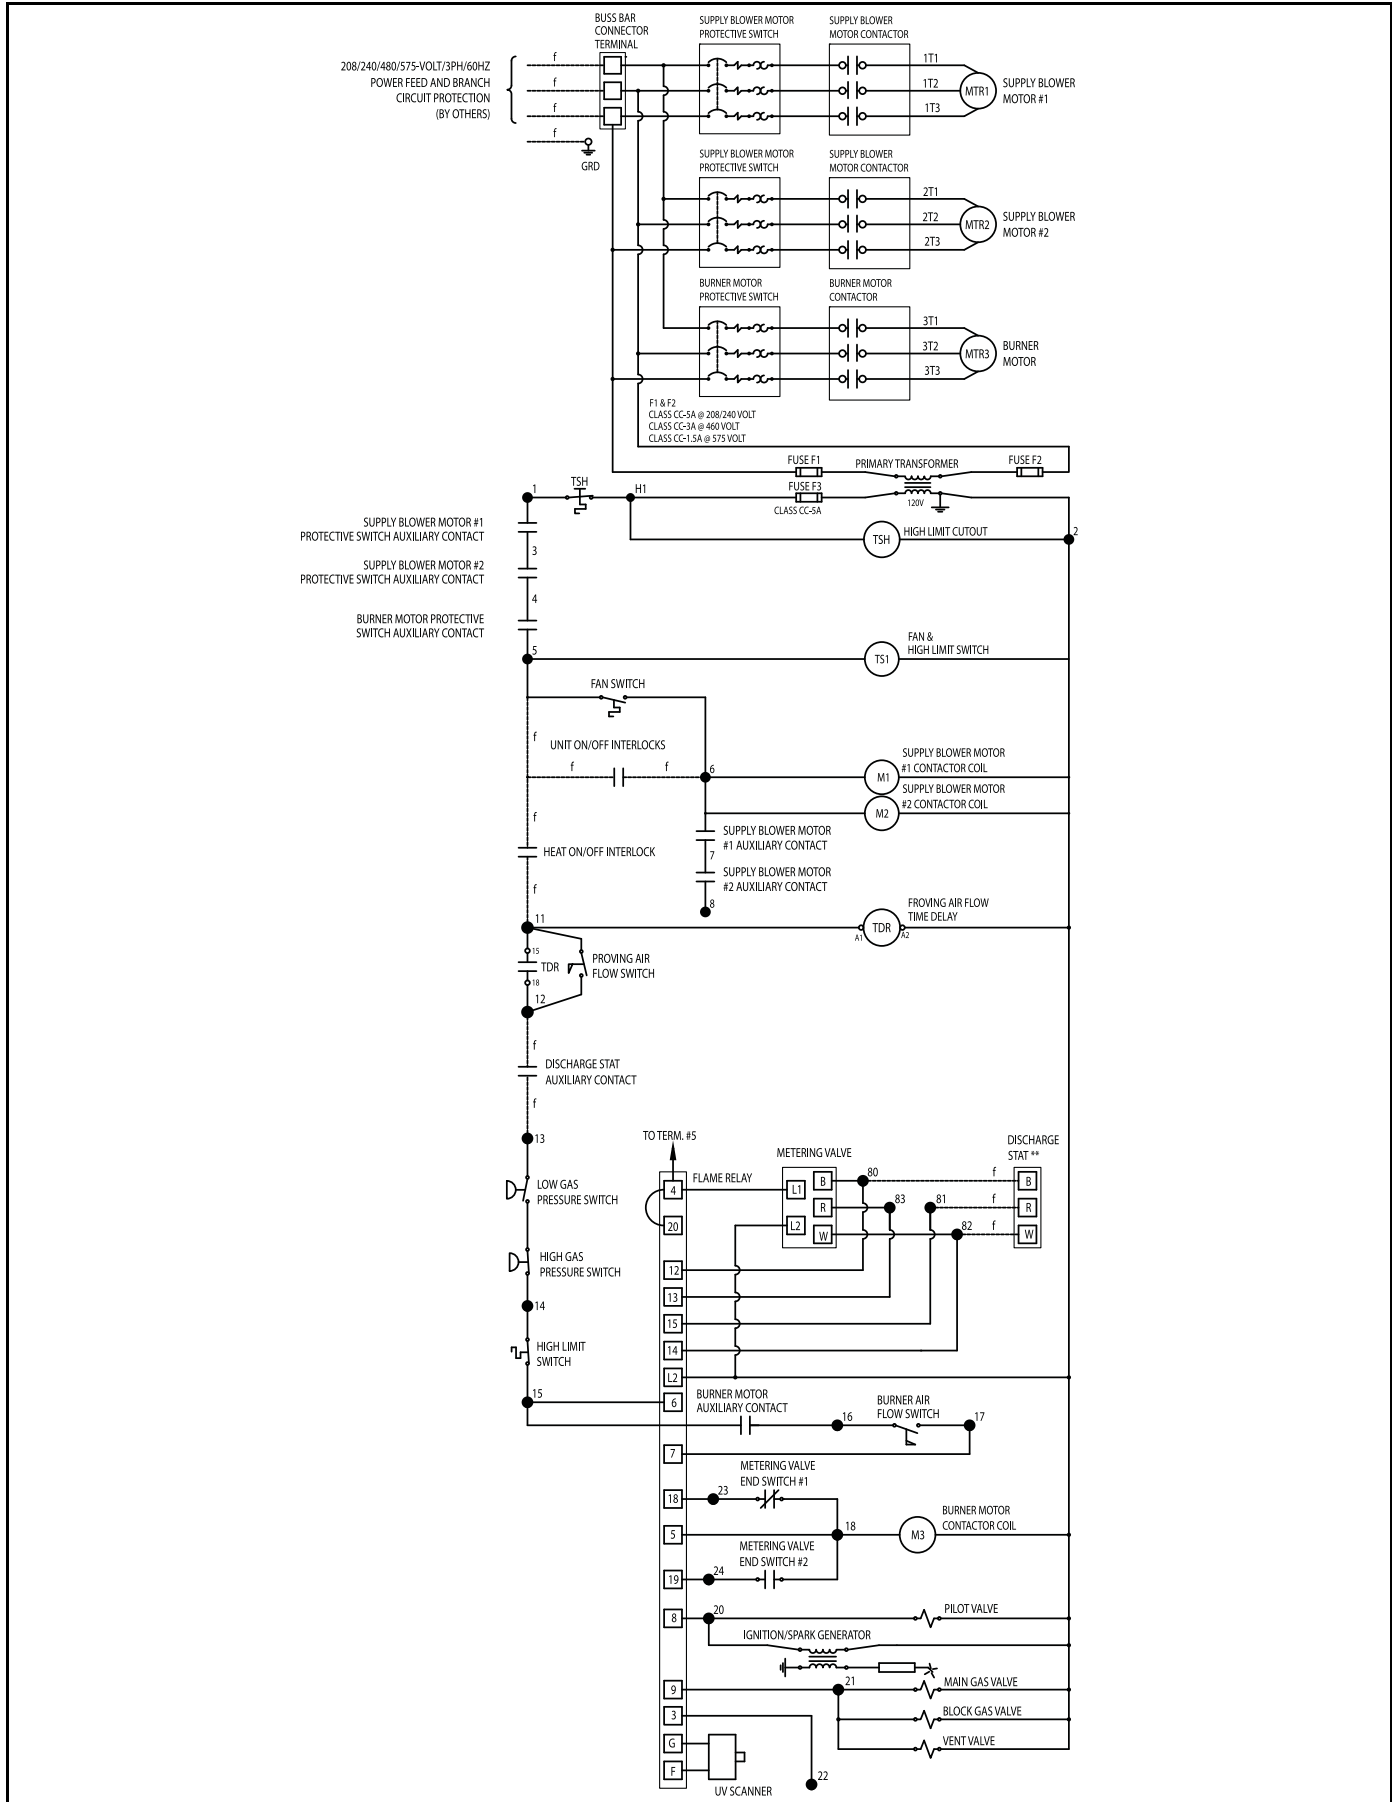 BUSS BAR
CONNECTOR
TERMINAL
SUPPLY BLOWER MOTOR
PROTECTIVE SWITCH
SUPPLY BLOWER
MOTOR CONTACTOR
208/240/480/575-VOLT/3PH/60HZ
POWER FEED AND BRANCH
CIRCUIT PROTECTION
(BY OTHERS)
f
f
f
f
GRD
1T1
1T2
1T3
MTR1
SUPPLY BLOWER
MOTOR #1
SUPPLY BLOWER MOTOR
PROTECTIVE SWITCH
SUPPLY BLOWER
MOTOR CONTACTOR
2T1
2T2
2T3
MTR2
SUPPLY BLOWER
MOTOR #2
BURNER MOTOR
PROTECTIVE SWITCH
BURNER MOTOR
CONTACTOR
3T1
3T2
3T3
MTR3
BURNER
MOTOR
F1 & F2
CLASS CC-5A @ 208/240 VOLT
CLASS CC-3A @ 460 VOLT
CLASS CC-1.5A @ 575 VOLT
FUSE F1
PRIMARY TRANSFORMER
FUSE F2
1
TSH
H1
FUSE F3
CLASS CC-5A
120V
SUPPLY BLOWER MOTOR #1
PROTECTIVE SWITCH AUXILIARY CONTACT
TSH
HIGH LIMIT CUTOUT
2
3
SUPPLY BLOWER MOTOR #2
PROTECTIVE SWITCH AUXILIARY CONTACT
4
BURNER MOTOR PROTECTIVE
SWITCH AUXILIARY CONTACT
5
TS1
FAN &
HIGH LIMIT SWITCH
FAN SWITCH
f
UNIT ON/OFF INTERLOCKS
f
f
6
M1
SUPPLY BLOWER MOTOR
#1 CONTACTOR COIL
M2
SUPPLY BLOWER MOTOR
#2 CONTACTOR COIL
f
SUPPLY BLOWER MOTOR
#1 AUXILIARY CONTACT
HEAT ON/OFF INTERLOCK
7
SUPPLY BLOWER MOTOR
#2 AUXILIARY CONTACT
f
8
11
A1
TDR
A2
FROVING AIR FLOW
TIME DELAY
15
TDR
18
PROVING AIR
FLOW SWITCH
12
f
DISCHARGE STAT
AUXILIARY CONTACT
f
13
TO TERM. #5
FLAME RELAY
METERING VALVE
DISCHARGE
STAT **
LOW GAS
PRESSURE SWITCH
4
L1
B
80
f
B
R
83
81
f
R
20
L2
W
82
f
W
HIGH GAS
PRESSURE SWITCH
12
13
14
15
HIGH LIMIT
SWITCH
14
L2
15
6
BURNER MOTOR
AUXILIARY CONTACT
16
BURNER AIR
FLOW SWITCH
17
7
METERING VALVE
END SWITCH #1
18
23
5
18
M3
BURNER MOTOR
CONTACTOR COIL
METERING VALVE
END SWITCH #2
19
24
8
20
PILOT VALVE
IGNITION/SPARK GENERATOR
9
21
MAIN GAS VALVE
3
BLOCK GAS VALVE
G
VENT VALVE
F
22
UV SCANNER